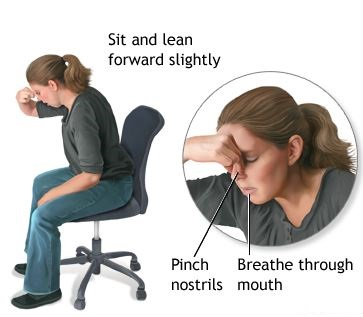 Sit and lean
forward slightly
Pinch
nostrils
Breathe through
mouth